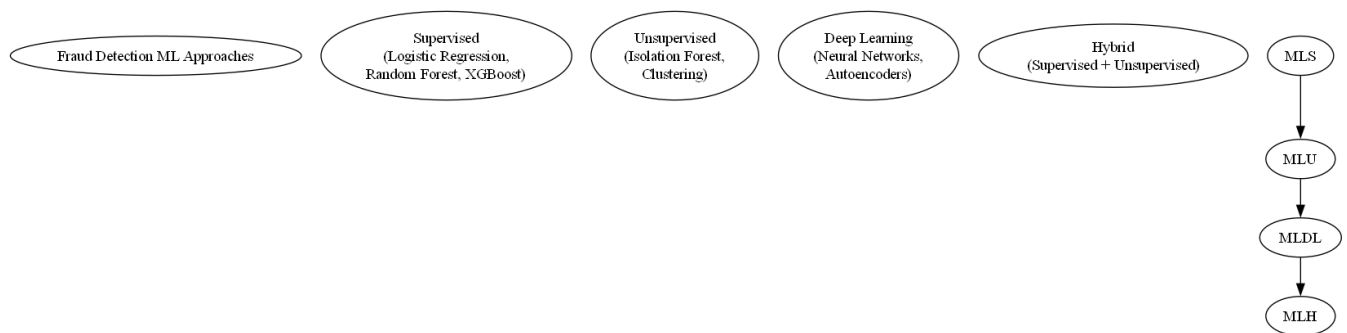 Fraud Detection ML Approaches
Supervised
(Logistic Regression,
Random Forest, XGBoost)
Unsupervised
(Isolation Forest,
Clustering)
Deep Learning
(Neural Networks,
Autoencoders)
Hybrid
(Supervised + Unsupervised)
MLS
MLU
MLDL
MLH